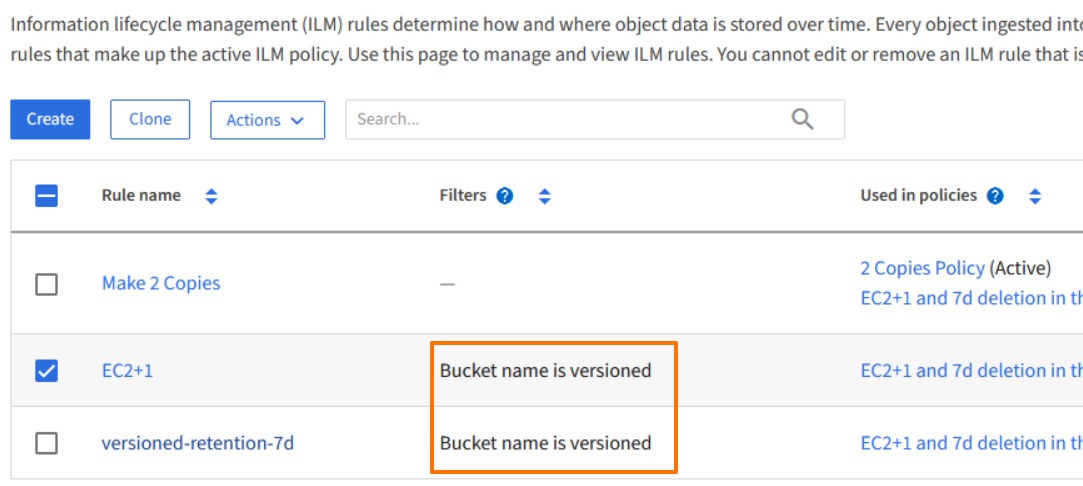 Information lifecycle management (ILM) rules determine how and where object data is stored over time. Every object ingested
rules that make up the active ILM policy. Use this page to manage and view ILM rules. You cannot edit or remove an ILM rule that is
Create
Clone
Actions
Search...
Rule name
Filters
Used in policies
Make 2 Copies
—
2 Copies Policy (Active)
EC2+1 and 7d deletion in
EC2+1
Bucket name is versioned
EC2+1 and 7d deletion in
versioned-retention-7d
Bucket name is versioned
EC2+1 and 7d deletion in